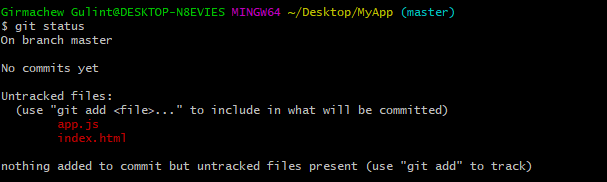 Girmachew Gulint@DESKTOP-N8EVIES MINGW64 ~/Desktop/MyApp (master)
$ git status
On branch master
No commits yet
Untracked files:
(use "git add <file>..." to include in what will be committed)
app.js
index.html
nothing added to commit but untracked files present (use "git add" to track)